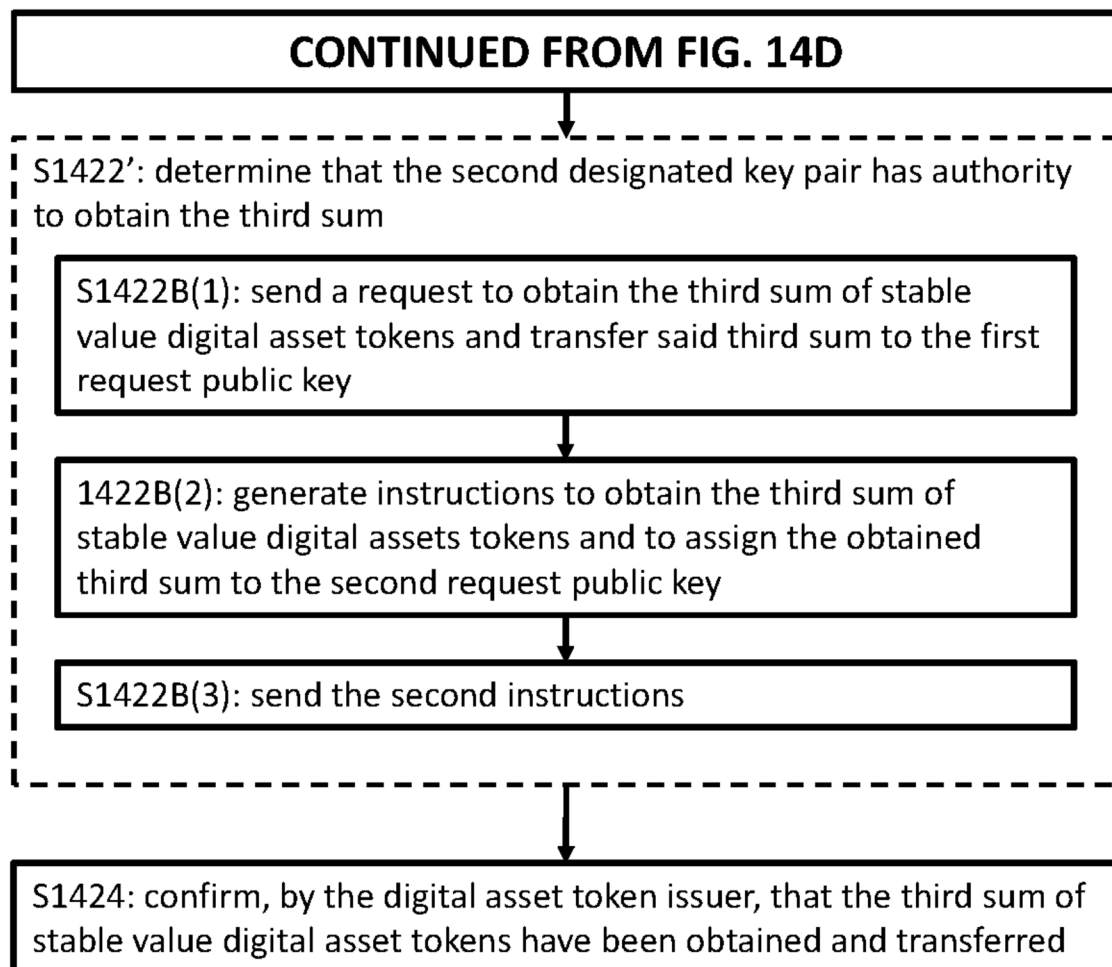 CONTINUED FROM FIG. 14D
S1422’: determine that the second designated key pair has authority
to obtain the third sum
S1422B(1): send a request to obtain the third sum of stable
value digital asset tokens and transfer said third sum to the first
request public key
1422B(2): generate instructions to obtain the third sum of
stable value digital assets tokens and to assign the obtained
third sum to the second request public key
S1422B(3): send the second instructions
S1424: confirm, by the digital asset token issuer, that the third sum of
stable value digital asset tokens have been obtained and transferred